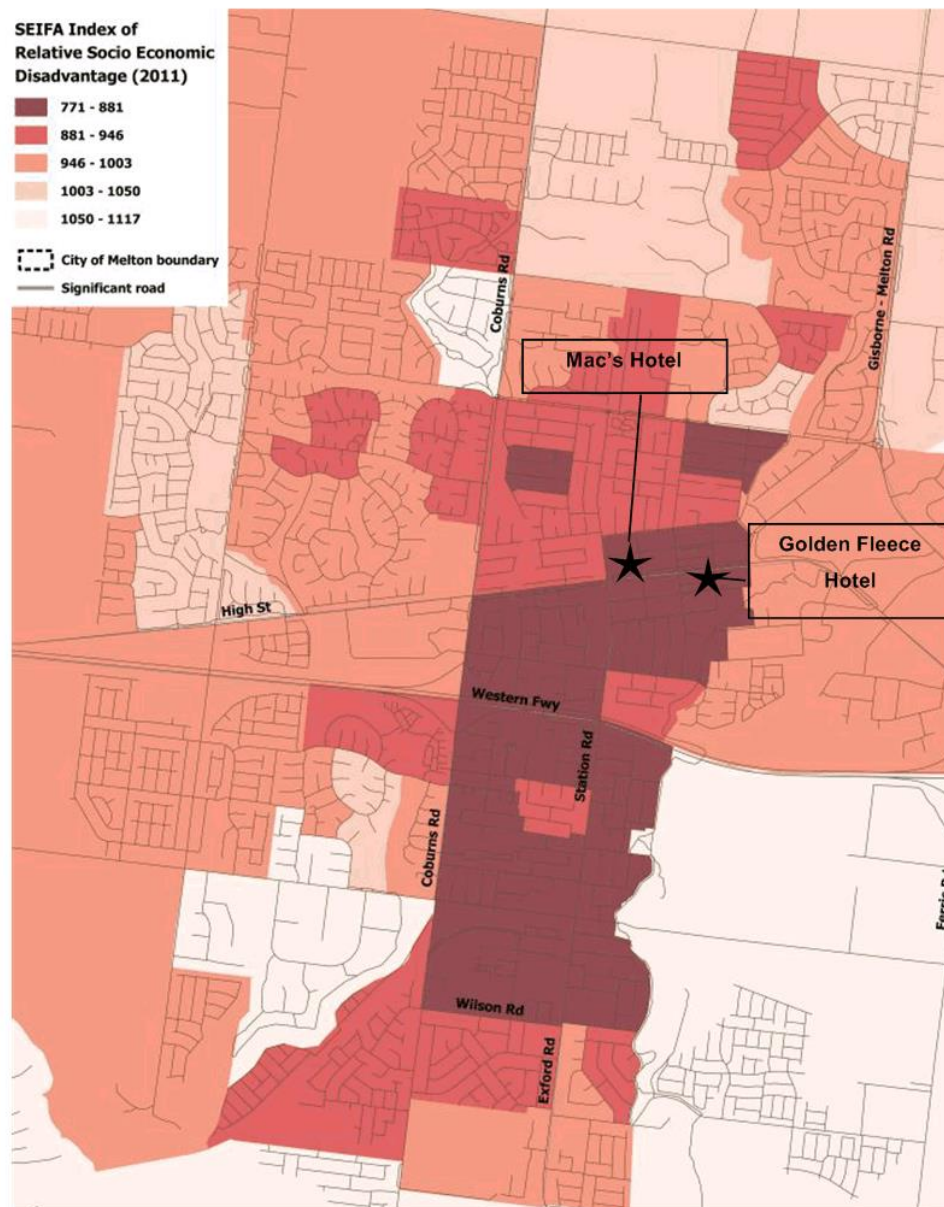 SEIFA Index of
Relative Socio Economic
Disadvantage (2011)
771 - 881
881 - 946
946 - 1003
1003 - 1050
1050 - 1117
City of Melton boundary
Significant road
Coburns Rd
Gisborne - Melton Rd
Mac's Hotel
Golden Fleece
Hotel
High St
Western Fwy
Station Rd
Coburns Rd
Wilson Rd
Exford Rd